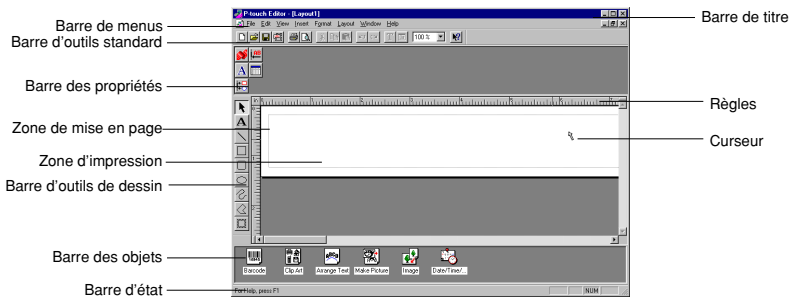 P-touch Editor - [Layout1]
Barre de titre
Barre de menus
File Edit View Insert Format Layout Window Help
Barre d'outils standard
100 %
Barre des propriétés
Règles
Zone de mise en page
Curseur
Zone d'impression
Barre d'outils de dessin
Barre des objets
Barcode Clip Art Arrange Text Make Picture Image Date/Time/...
Barre d'état
For Help, press F1
NUM